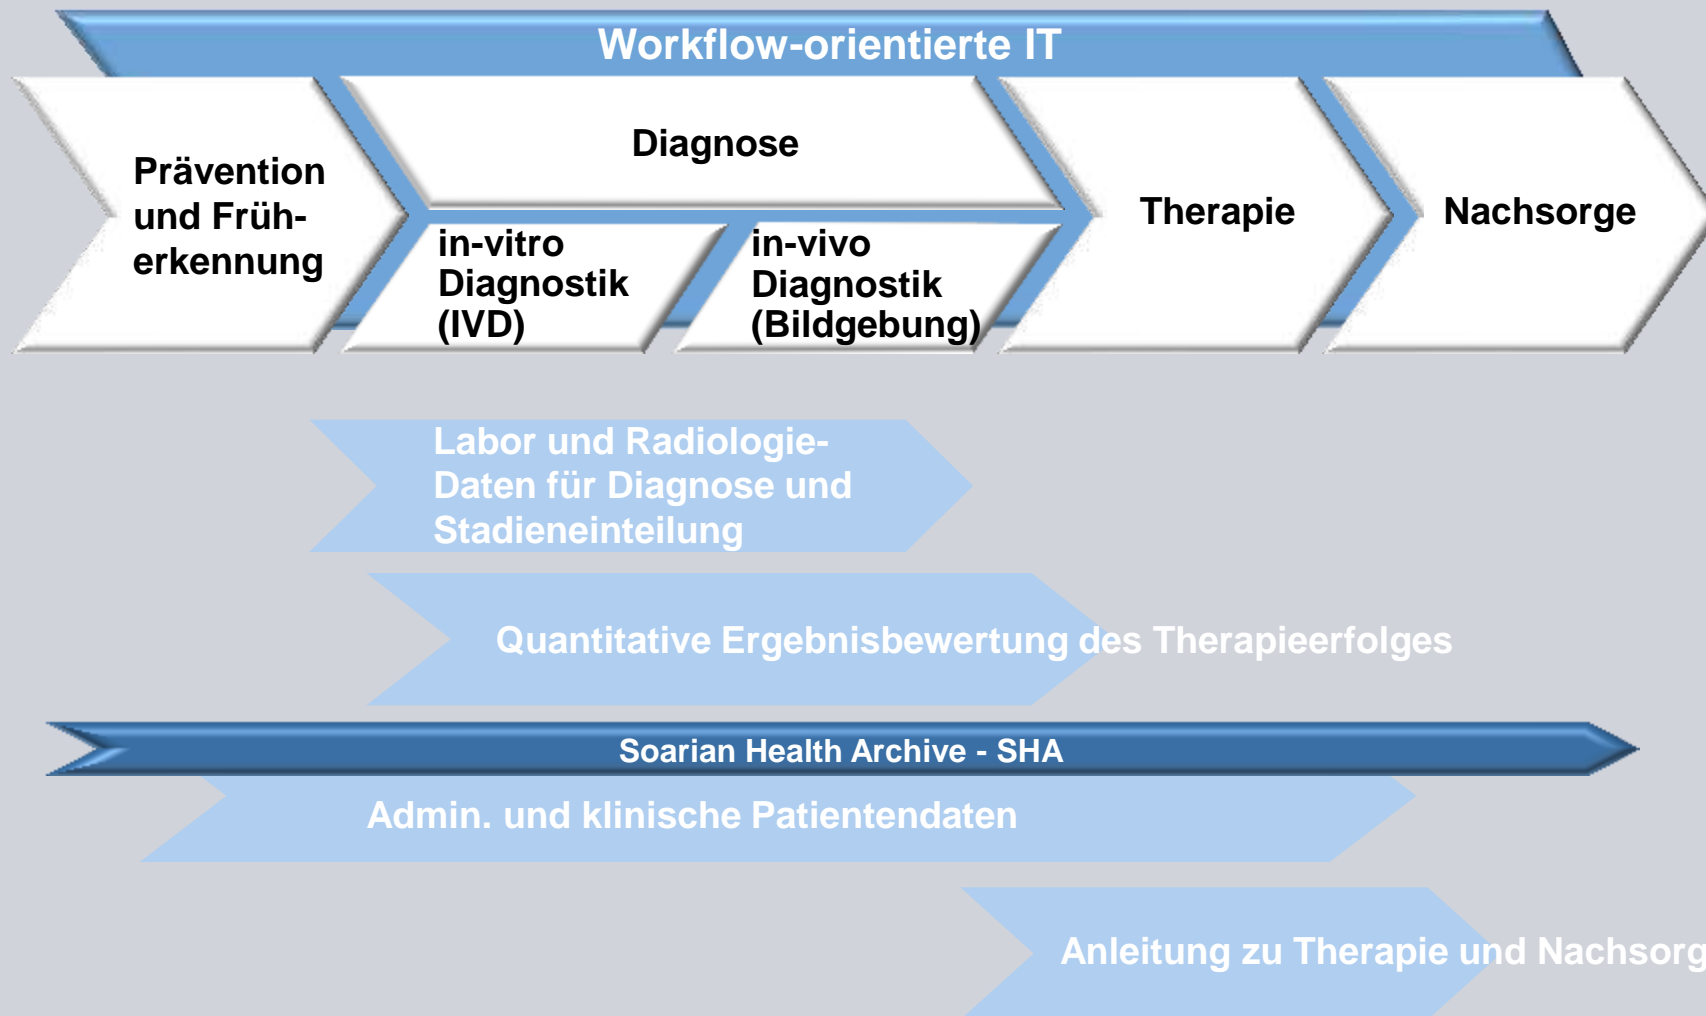 Workflow-orientierte IT
Prävention
und Früh-
erkennung
Diagnose
in-vitro
Diagnostik
(IVD)
in-vivo
Diagnostik
(Bildgebung)
Therapie
Nachsorge
Labor und Radiologie-
Daten für Diagnose und
Stadieneinteilung
Quantitative Ergebnisbewertung des Therapieerfolges
Soarian Health Archive - SHA
Admin. und klinische Patientendaten
Anleitung zu Therapie und Nachsorg